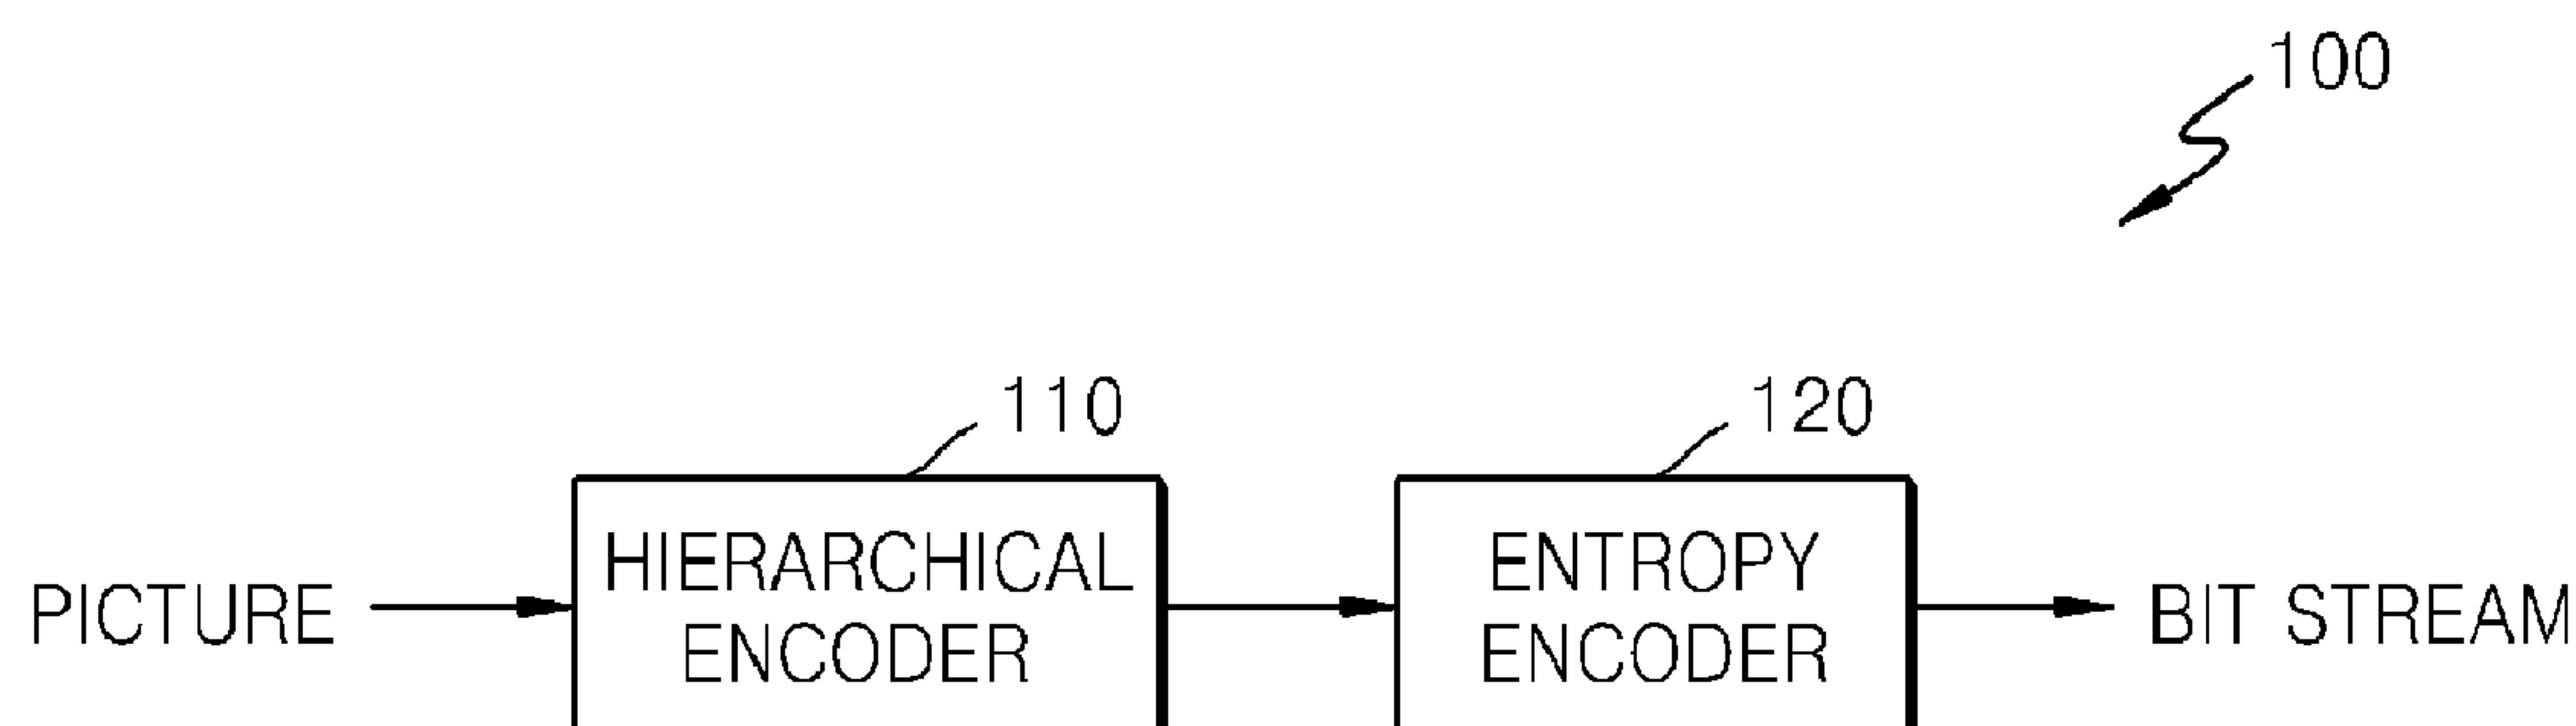 100
110
120
PICTURE
HIERARCHICAL
ENCODER
ENTROPY
ENCODER
BIT STREAM